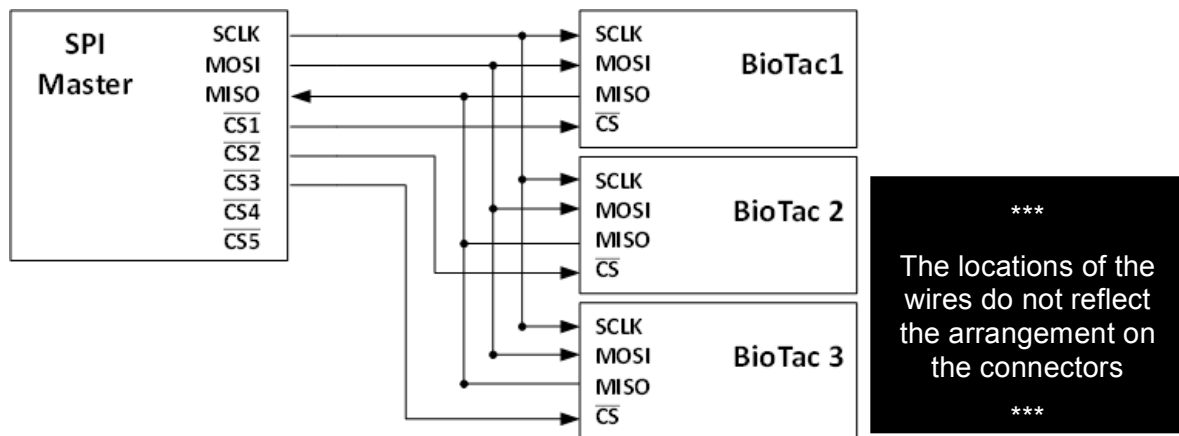 SPI
Master
SCLK
MOSI
MISO
CS1
CS2
CS3
CS4
CS5
SCLK
MOSI
MISO
CS
BioTac1
SCLK
MOSI
MISO
CS
BioTac 2
SCLK
MOSI
MISO
CS
BioTac 3
***
The locations of the
wires do not reflect
the arrangement on
the connectors
***